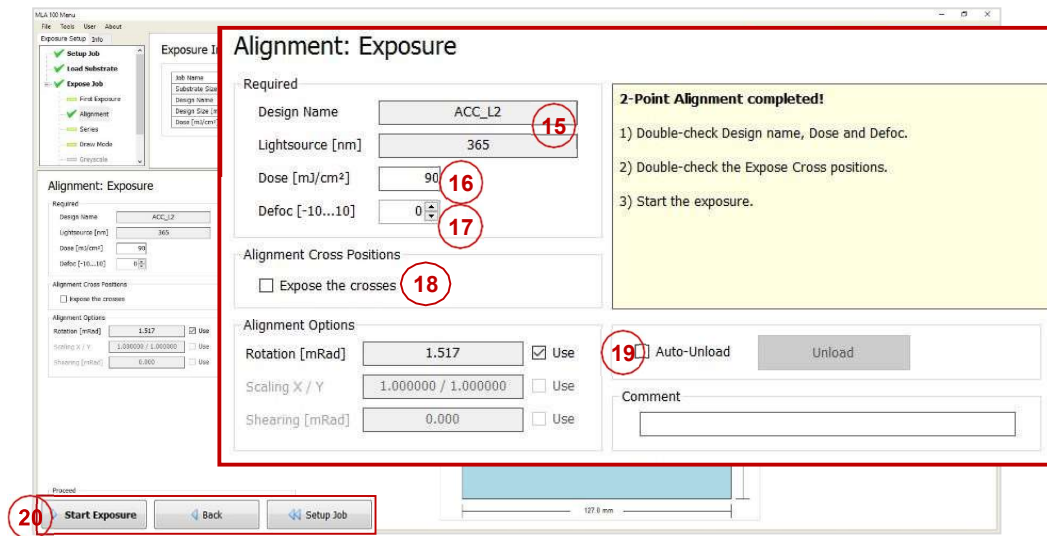 MLA 100 Menu
File Tools User About
Exposure Setup Info
Setup Job
Load Substrate
Expose Job
First Exposure
Alignment
Series
Draw Mode
Greyscale
Exposure I
Job Name
Substrate Size
Design Name
Design Size [m
Dose [mJ/cm²]
Alignment: Exposure
Required
Design Name ACC_L2
Lightsource [nm] 365
Dose [mJ/cm²] 90
Defoc [-10...10] 0
Alignment Cross Positions
Expose the crosses
Alignment Options
Rotation [mRad] 1.517 Use
Scaling X / Y 1.000000 / 1.000000 Use
Shearing [mRad] 0.000 Use
Alignment: Exposure
Required
Design Name ACC_L2 15
Lightsource [nm] 365
Dose [mJ/cm²] 90 16
Defoc [-10...10] 0 17
Alignment Cross Positions
Expose the crosses 18
Alignment Options
Rotation [mRad] 1.517 Use
Scaling X / Y 1.000000 / 1.000000 Use
Shearing [mRad] 0.000 Use
2-Point Alignment completed!
1) Double-check Design name, Dose and Defoc.
2) Double-check the Expose Cross positions.
3) Start the exposure.
19 Auto-Unload Unload
Comment
Proceed
20 Start Exposure Back Setup Job
127.0 mm